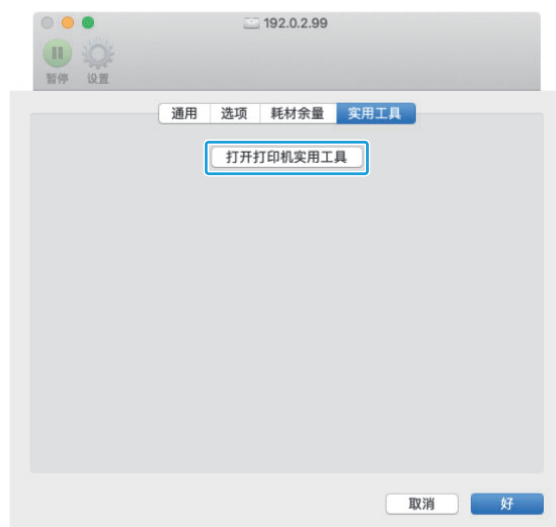 192.0.2.99
暂停 设置
通用 选项 耗材余量 实用工具
打开打印机实用工具
取消 好